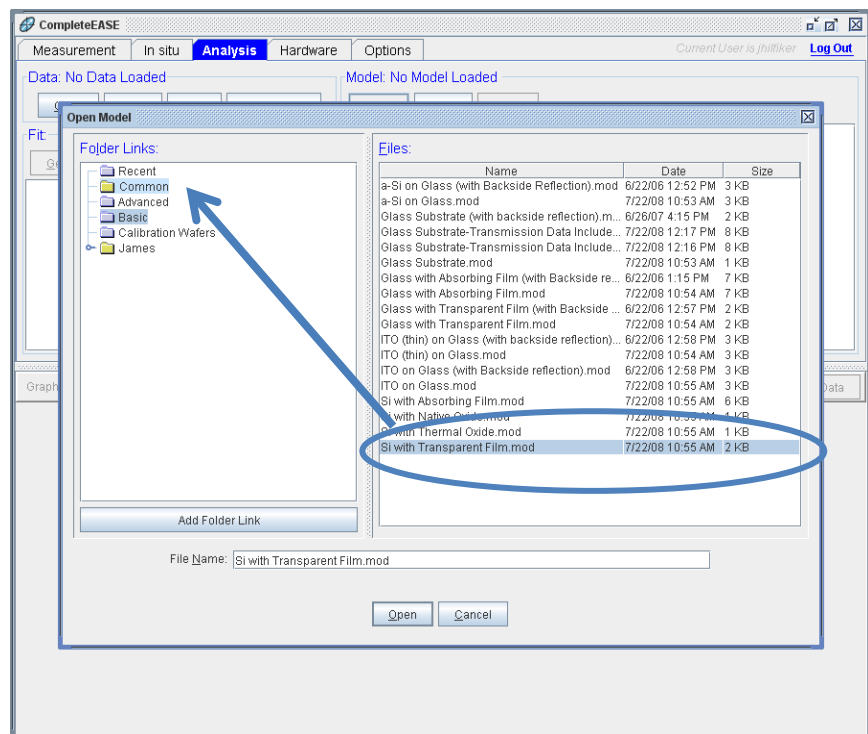 CompleteEASE
Measurement In situ Analysis Hardware Options Current User is jhilfiker Log Out
Data: No Data Loaded Model: No Model Loaded
Open Model
Fit
Folder Links: Files:
Recent
Common
Advanced
Basic
Calibration Wafers
James
Name Date Size
a-Si on Glass (with Backside Reflection).mod 6/22/06 12:52 PM 3 KB
a-Si on Glass.mod 7/22/08 10:53 AM 3 KB
Glass Substrate (with backside reflection).m... 6/26/07 4:15 PM 2 KB
Glass Substrate-Transmission Data Include... 7/22/08 12:17 PM 8 KB
Glass Substrate-Transmission Data Include... 7/22/08 12:16 PM 8 KB
Glass Substrate.mod 7/22/08 10:53 AM 1 KB
Glass with Absorbing Film (with Backside re... 6/22/06 1:15 PM 7 KB
Glass with Absorbing Film.mod 7/22/08 10:54 AM 7 KB
Glass with Transparent Film (with Backside ... 6/22/06 12:57 PM 2 KB
Glass with Transparent Film.mod 7/22/08 10:54 AM 2 KB
ITO (thin) on Glass (with backside reflection)... 6/22/06 12:58 PM 3 KB
ITO (thin) on Glass.mod 7/22/08 10:54 AM 3 KB
ITO on Glass (with Backside reflection).mod 6/22/06 12:58 PM 3 KB
ITO on Glass.mod 7/22/08 10:55 AM 3 KB
Si with Absorbing Film.mod 7/22/08 10:55 AM 6 KB
Si with Native Oxide.mod 7/22/08 10:55 AM 1 KB
Si with Thermal Oxide.mod 7/22/08 10:55 AM 1 KB
Si with Transparent Film.mod 7/22/08 10:55 AM 2 KB
Graph Data
Add Folder Link
File Name: Si with Transparent Film.mod
Open Cancel